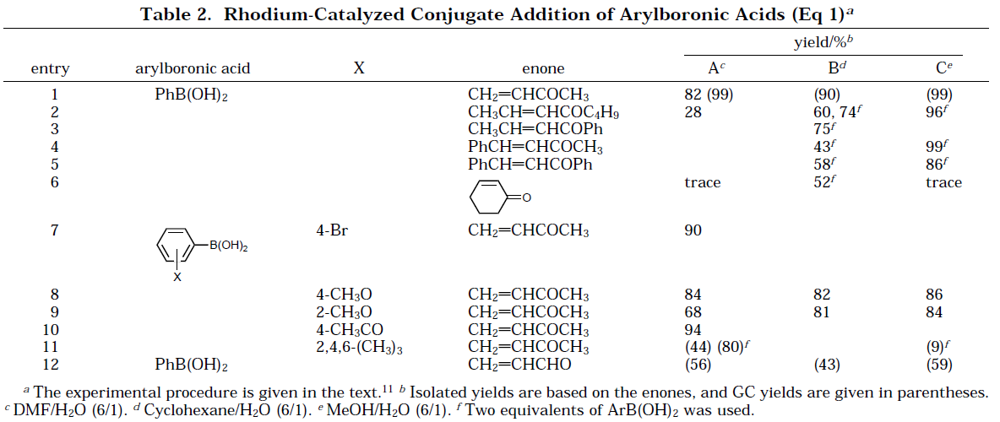 Table 2. Rhodium-Catalyzed Conjugate Addition of Arylboronic Acids (Eq 1)ᵃ
yield/%ᵇ
entry arylboronic acid X enone Aᶜ Bᵈ Cᵉ
1 PhB(OH)₂ CH₂=CHCOCH₃ 82 (99) (90) (99)
2 CH₃CH=CHCOC₄H₉ 28 60, 74ᶠ 96ᶠ
3 CH₃CH=CHCOPh 75ᶠ
4 PhCH=CHCOCH₃ 43ᶠ 99ᶠ
5 PhCH=CHCOPh 58ᶠ 86ᶠ
6 trace 52ᶠ trace
=O
7 4-Br CH₂=CHCOCH₃ 90
B(OH)₂
X
8 4-CH₃O CH₂=CHCOCH₃ 84 82 86
9 2-CH₃O CH₂=CHCOCH₃ 68 81 84
10 4-CH₃CO CH₂=CHCOCH₃ 94
11 2,4,6-(CH₃)₃ CH₂=CHCOCH₃ (44) (80)ᶠ (9)ᶠ
12 PhB(OH)₂ CH₂=CHCHO (56) (43) (59)
ᵃ The experimental procedure is given in the text.¹¹ ᵇ Isolated yields are based on the enones, and GC yields are given in parentheses.
ᶜ DMF/H₂O (6/1). ᵈ Cyclohexane/H₂O (6/1). ᵉ MeOH/H₂O (6/1). ᶠ Two equivalents of ArB(OH)₂ was used.